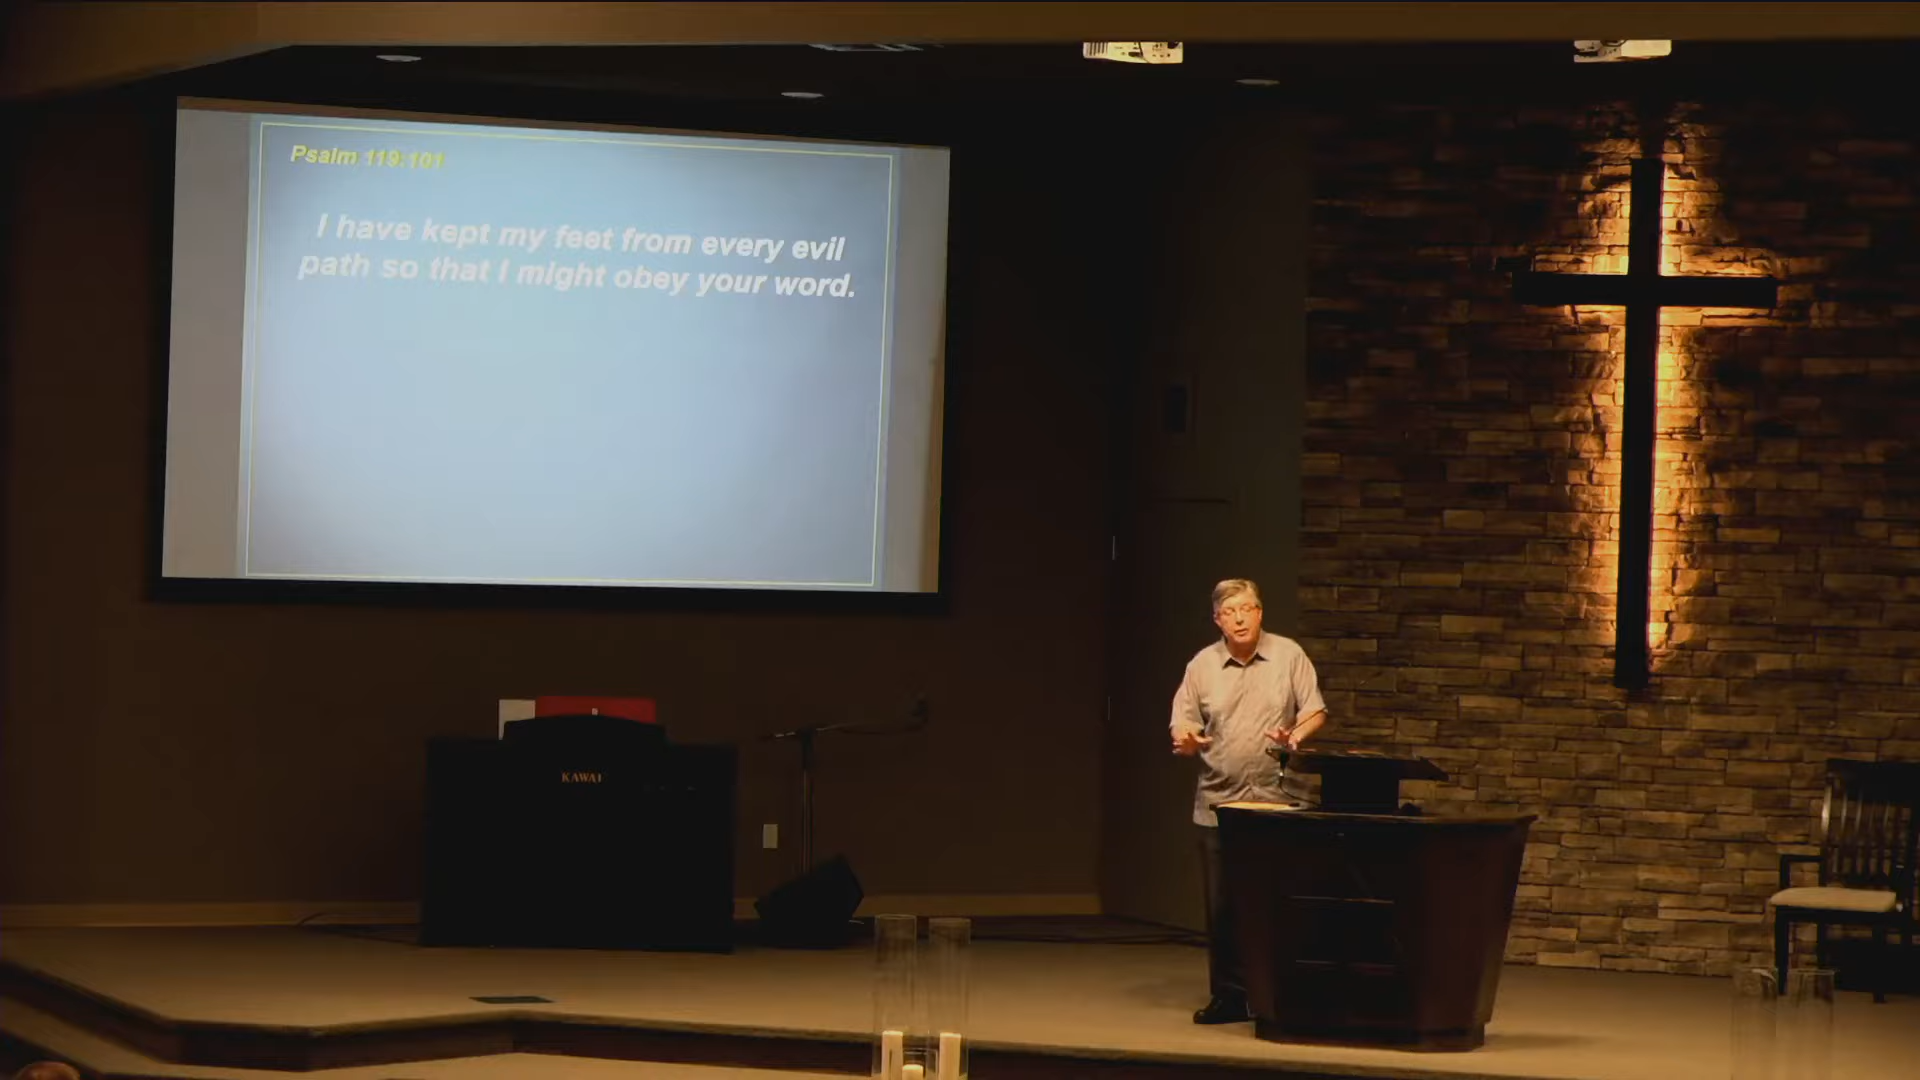 Psalm 119:101
I have kept my feet from every evil
path so that I might obey your word.
KAWAI